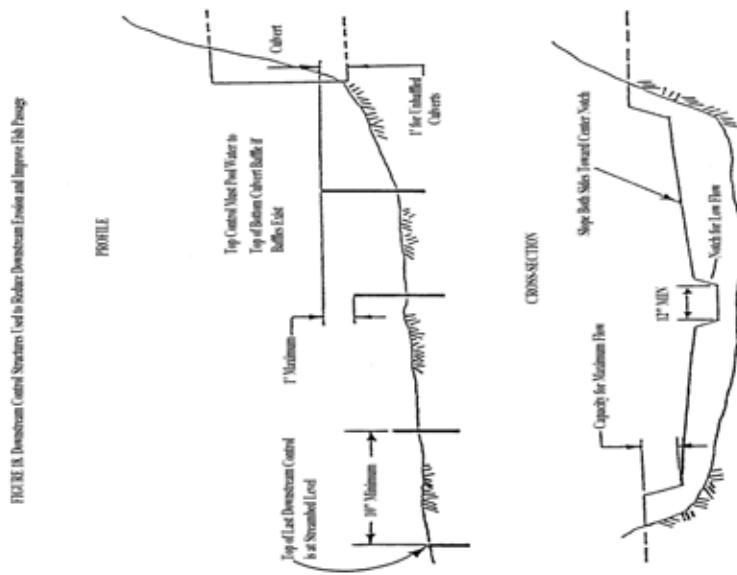 FIGURE 18. Downstream Control Structures Used to Reduce Downstream Erosion and Improve Fish Passage
PROFILE
Top Control Must Pool Water to
Top of Bottom Culvert Baffle if
Baffles Exist
Culvert
1' for Unbaffled
Culverts
1' Maximum
Top of Last Downstream Control
is at Streambed Level
10' Minimum
CROSS-SECTION
Slope Both Sides Toward Center Notch
Notch for Low Flow
12" MIN
Capacity for Maximum Flow